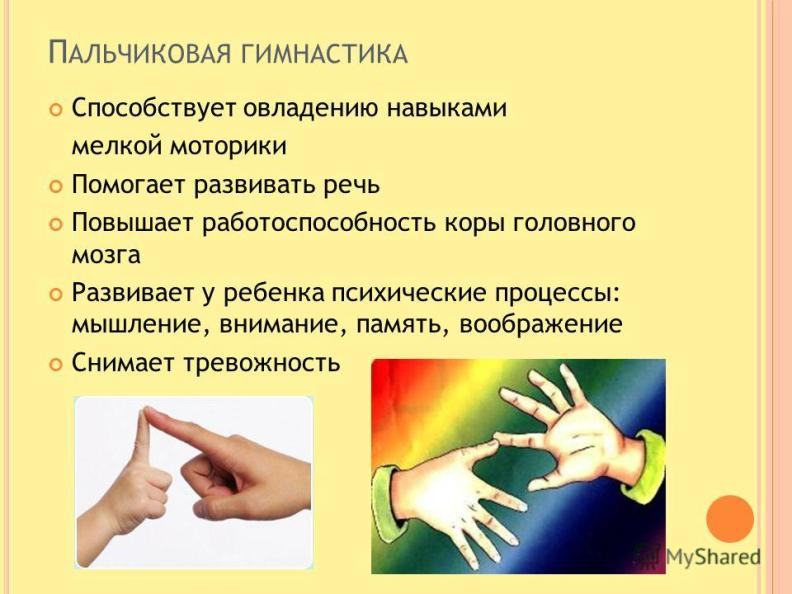 Пальчиковая гимнастика
Способствует овладению навыками
мелкой моторики
Помогает развивать речь
Повышает работоспособность коры головного
мозга
Развивает у ребенка психические процессы:
мышление, внимание, память, воображение
Снимает тревожность
MyShared